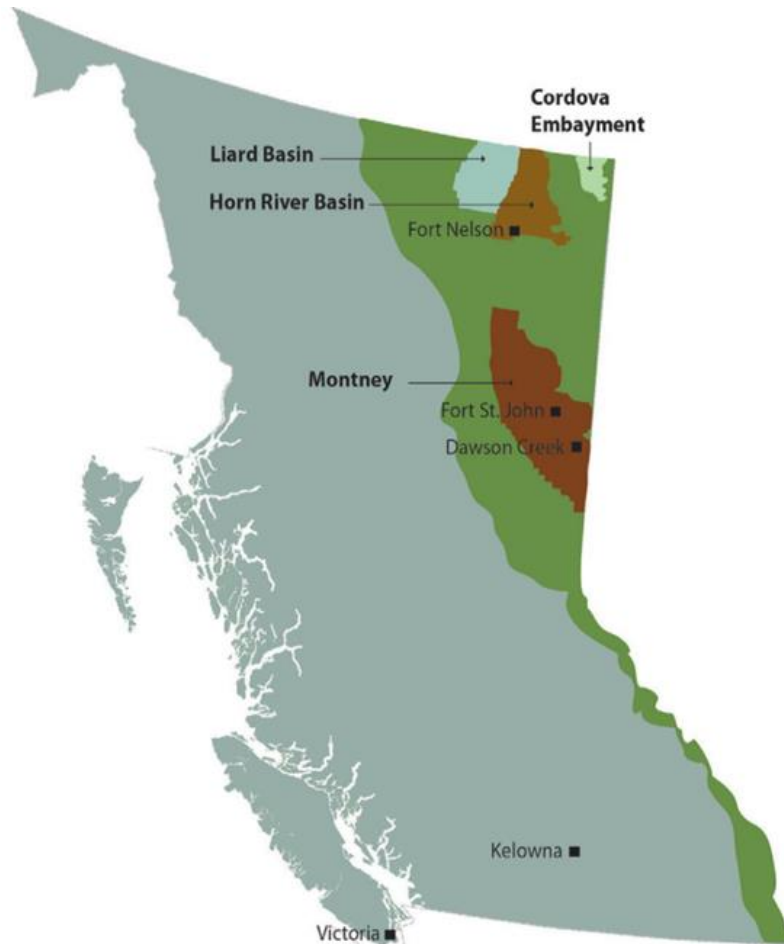 Cordova
Embayment
Liard Basin
Horn River Basin
Fort Nelson
Montney
Fort St. John
Dawson Creek
Kelowna
Victoria